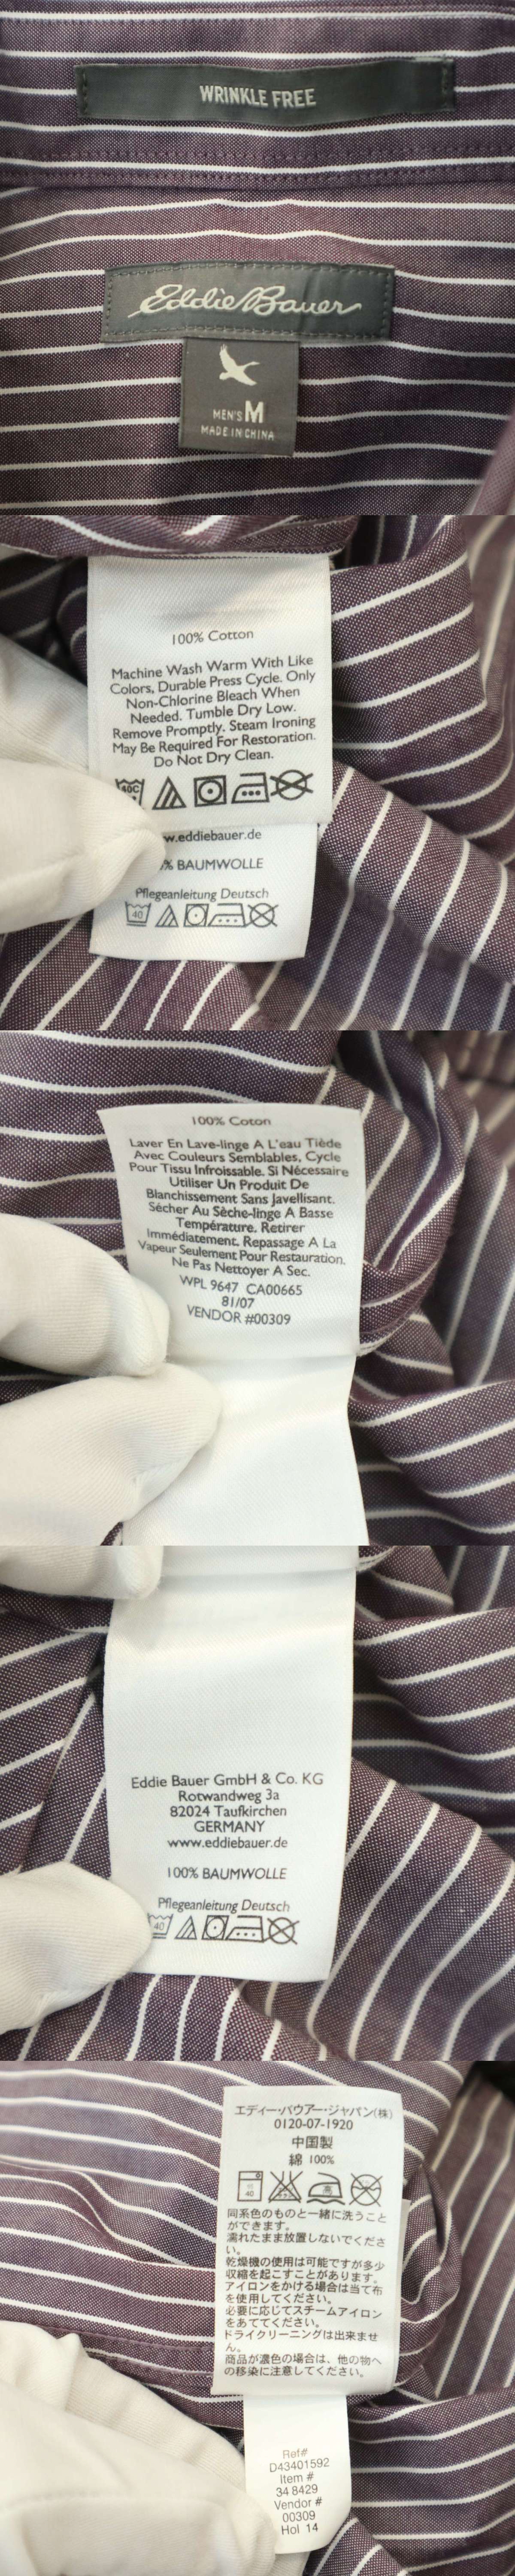 WRINKLE FREE
Eddie Bauer
MEN'S M
MADE IN CHINA
100% Cotton
Machine Wash Warm With Like
Colors, Durable Press Cycle. Only
Non-Chlorine Bleach When
Needed. Tumble Dry Low.
Remove Promptly. Steam Ironing
May Be Required For Restoration.
Do Not Dry Clean.
40C
w.eddiebauer.de
% BAUMWOLLE
Pflegeanleitung Deutsch
40
100% Coton
Laver En Lave-linge A L'eau Tiède
Avec Couleurs Semblables, Cycle
Pour Tissu Infroissable. Si Nécessaire
Utiliser Un Produit De
Blanchissement Sans Javellisant.
Sécher Au Sèche-linge A Basse
Température. Retirer
Immédiatement. Repassage A La
Vapeur Seulement Pour Restauration.
Ne Pas Nettoyer A Sec.
WPL 9647 CA00665
81/07
VENDOR #00309
Eddie Bauer GmbH & Co. KG
Rotwandweg 3a
82024 Taufkirchen
GERMANY
www.eddiebauer.de
100% BAUMWOLLE
Pflegeanleitung Deutsch
40
エディー・バウアー・ジャパン(株)
0120-07-1920
中国製
綿 100%
40 高
同系色のものと一緒に洗うこと
ができます。
濡れたまま放置しないでくださ
い。
乾燥機の使用は可能ですが多少
収縮を起こすことがあります。
アイロンをかける場合は当て布
を使用してください。
必要に応じてスチームアイロン
をあててください。
ドライクリーニングは出来ませ
ん。
商品が濃色の場合は、他の物へ
の移染に注意してください。
Ref#
D43401592
Item #
34 8429
Vendor #
00309
Hol 14